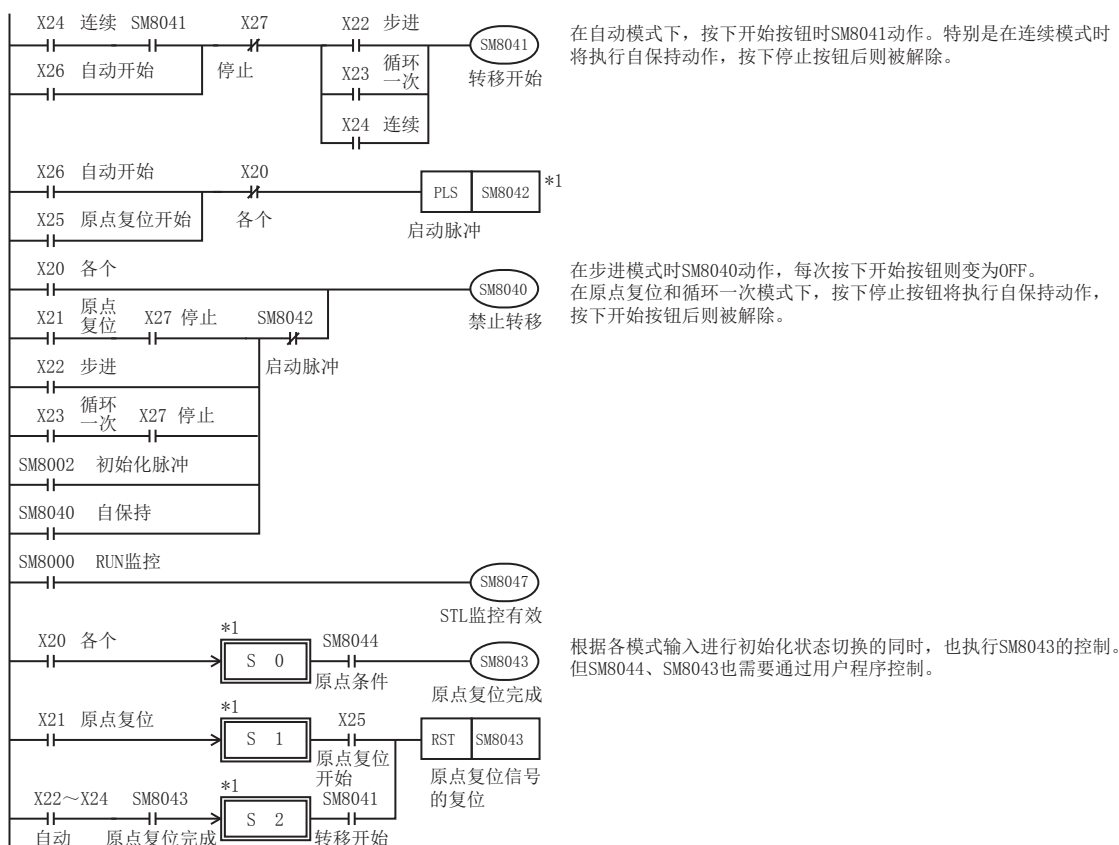 X24 连续 SM8041 X27 X22 步进
SM8041
X26 自动开始 停止 X23 循环一次 转移开始
X24 连续
在自动模式下，按下开始按钮时SM8041动作。特别是在连续模式时
将执行自保持动作，按下停止按钮后则被解除。
X26 自动开始 X20
PLS SM8042 *1
X25 原点复位开始 各个
启动脉冲
X20 各个
SM8040
X21 原点复位 X27 停止 SM8042 禁止转移
X22 步进 启动脉冲
X23 循环一次 X27 停止
SM8002 初始化脉冲
SM8040 自保持
在步进模式时SM8040动作，每次按下开始按钮则变为OFF。
在原点复位和循环一次模式下，按下停止按钮将执行自保持动作，
按下开始按钮后则被解除。
SM8000 RUN监控
SM8047
STL监控有效
X20 各个 *1 SM8044
S 0 SM8043
原点条件 原点复位完成
根据各模式输入进行初始化状态切换的同时，也执行SM8043的控制。
但SM8044、SM8043也需要通过用户程序控制。
X21 原点复位 *1 X25
S 1 RST SM8043
原点复位开始 原点复位信号的复位
X22～X24 SM8043 *1 SM8041
S 2
自动 原点复位完成 转移开始